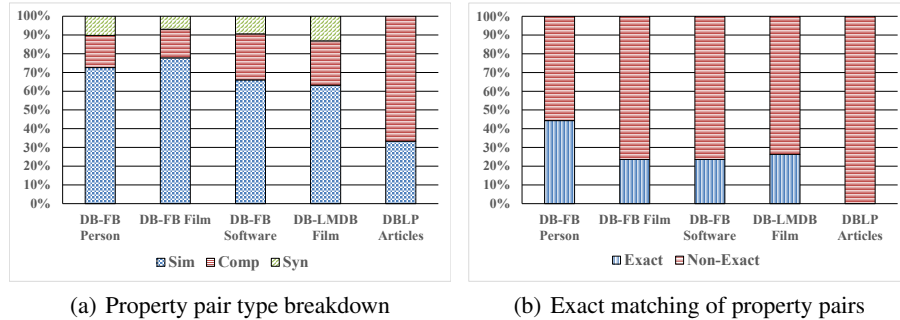 100%
90%
80%
70%
60%
50%
40%
30%
20%
10%
0%
DB-FB Person
DB-FB Film
DB-FB Software
DB-LMDB Film
DBLP Articles
Sim Comp Syn
(a) Property pair type breakdown
100%
90%
80%
70%
60%
50%
40%
30%
20%
10%
0%
DB-FB Person
DB-FB Film
DB-FB Software
DB-LMDB Film
DBLP Articles
Exact Non-Exact
(b) Exact matching of property pairs